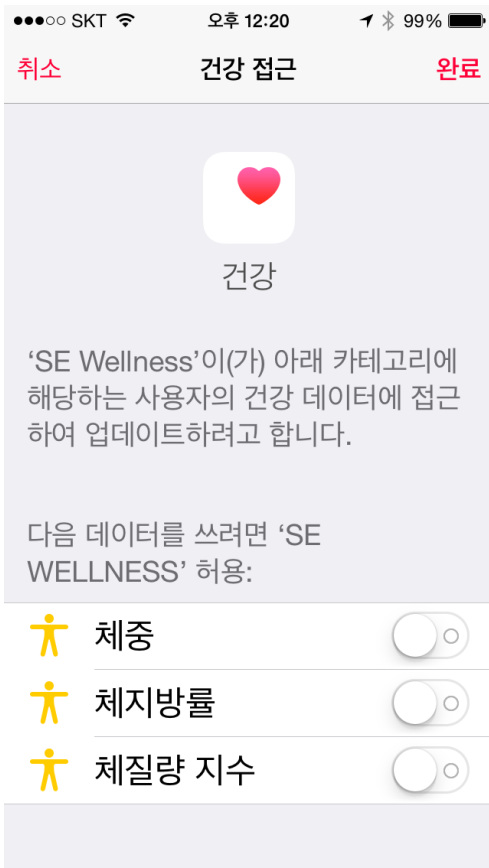 SKT 오후 12:20 99%
취소 건강 접근 완료
건강
‘SE Wellness’이(가) 아래 카테고리에
해당하는 사용자의 건강 데이터에 접근
하여 업데이트하려고 합니다.
다음 데이터를 쓰려면 ‘SE
WELLNESS’ 허용:
체중
체지방률
체질량 지수